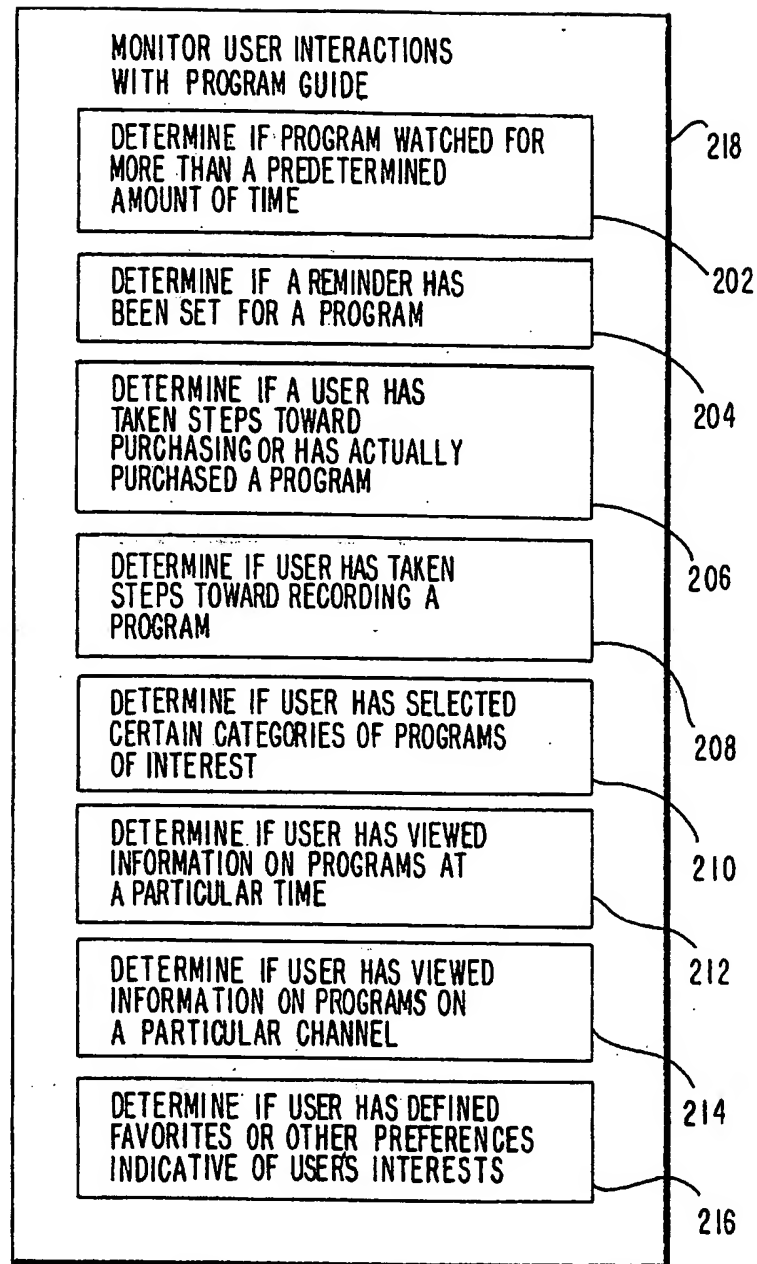 MONITOR USER INTERACTIONS
WITH PROGRAM GUIDE
218
DETERMINE IF PROGRAM WATCHED FOR
MORE THAN A PREDETERMINED
AMOUNT OF TIME
202
DETERMINE IF A REMINDER HAS
BEEN SET FOR A PROGRAM
204
DETERMINE IF A USER HAS
TAKEN STEPS TOWARD
PURCHASING OR HAS ACTUALLY
PURCHASED A PROGRAM
206
DETERMINE IF USER HAS TAKEN
STEPS TOWARD RECORDING A
PROGRAM
208
DETERMINE IF USER HAS SELECTED
CERTAIN CATEGORIES OF PROGRAMS
OF INTEREST
210
DETERMINE IF USER HAS VIEWED
INFORMATION ON PROGRAMS AT
A PARTICULAR TIME
212
DETERMINE IF USER HAS VIEWED
INFORMATION ON PROGRAMS ON
A PARTICULAR CHANNEL
214
DETERMINE IF USER HAS DEFINED
FAVORITES OR OTHER PREFERENCES
INDICATIVE OF USER'S INTERESTS
216